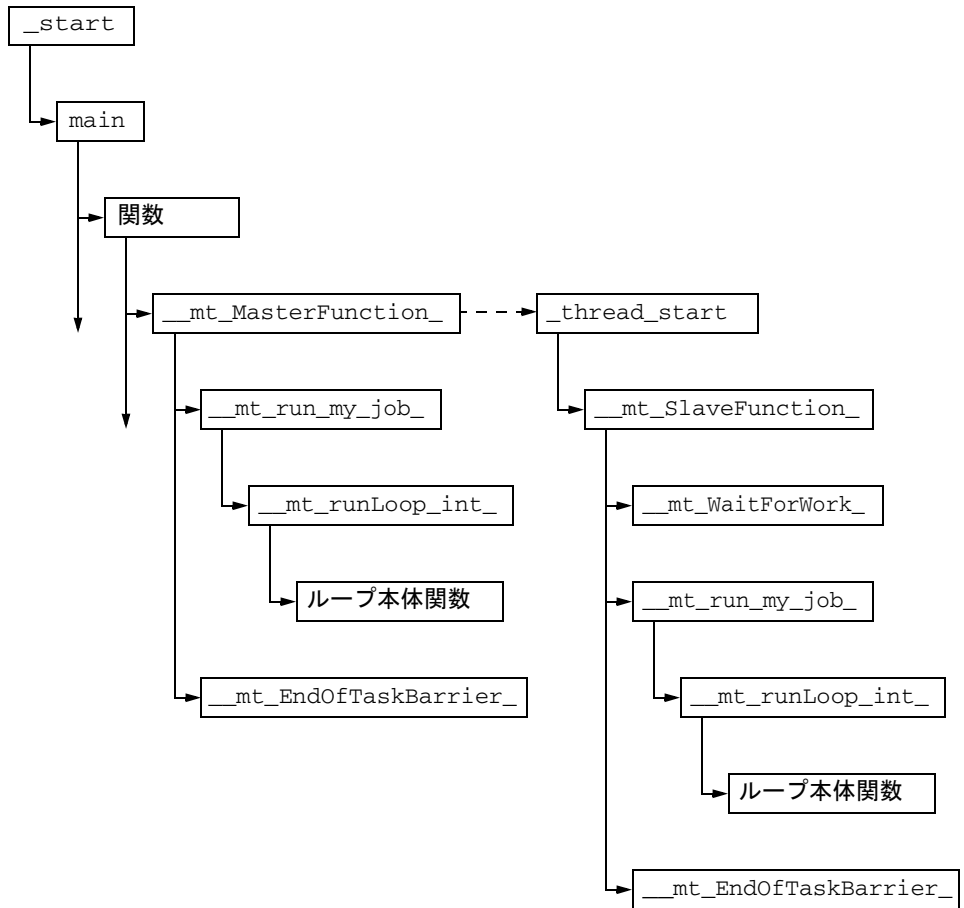 _start
main
関数
__mt_MasterFunction_
_thread_start
__mt_run_my_job_
__mt_SlaveFunction_
__mt_runLoop_int_
__mt_WaitForWork_
ループ本体関数
__mt_run_my_job_
__mt_EndOfTaskBarrier_
__mt_runLoop_int_
ループ本体関数
__mt_EndOfTaskBarrier_